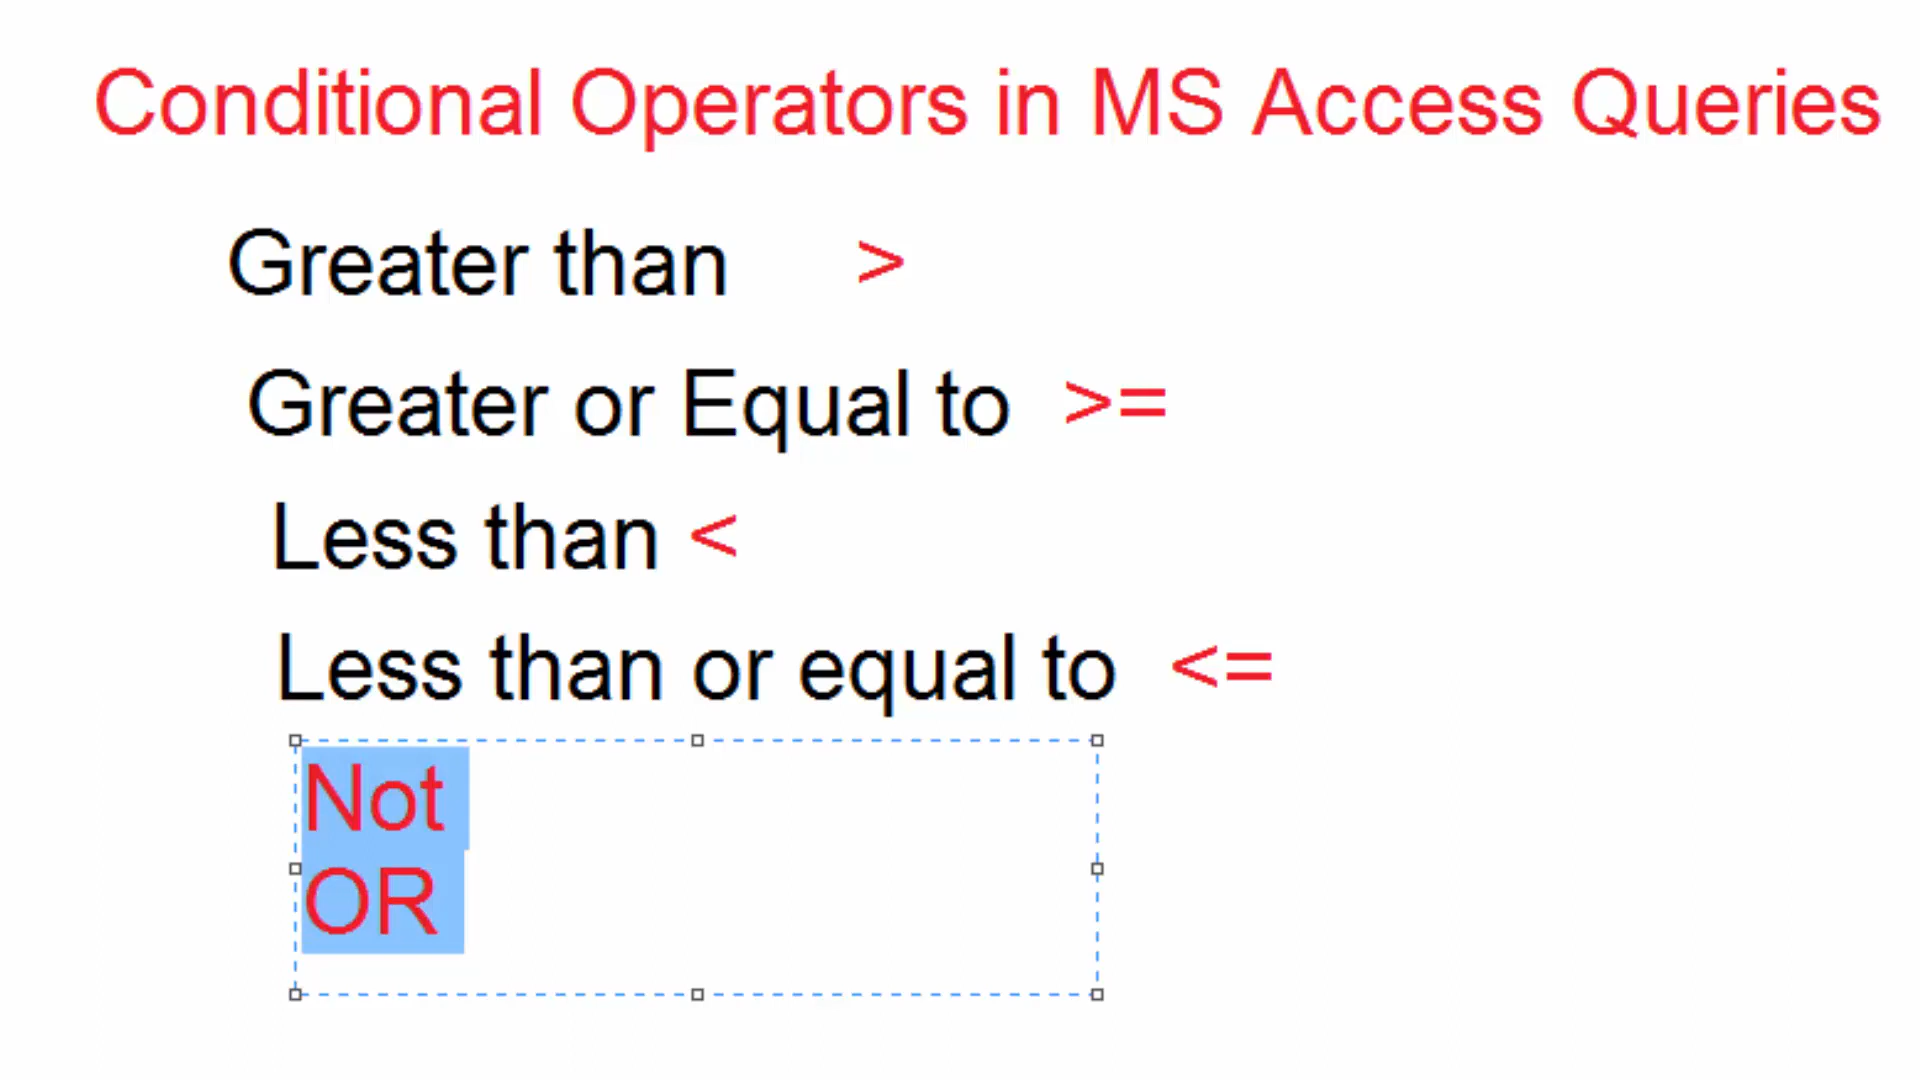 Conditional Operators in MS Access Queries
Greater than >
Greater or Equal to >=
Less than <
Less than or equal to <=
Not
OR